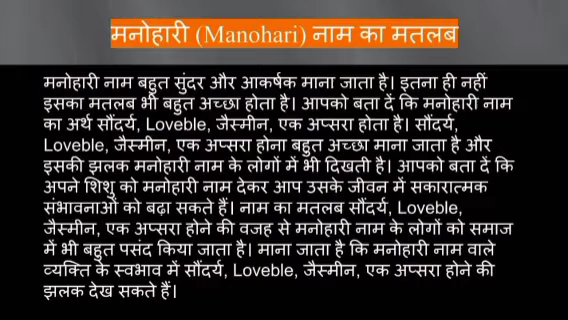 मनोहारी (Manohari) नाम का मतलब
मनोहारी नाम बहुत सुंदर और आकर्षक माना जाता है। इतना ही नहीं
इसका मतलब भी बहुत अच्छा होता है। आपको बता दें कि मनोहारी नाम
का अर्थ सौंदर्य, Loveble, जैस्मीन, एक अप्सरा होता है। सौंदर्य,
Loveble, जैस्मीन, एक अप्सरा होना बहुत अच्छा माना जाता है और
इसकी झलक मनोहारी नाम के लोगों में भी दिखती है। आपको बता दें कि
अपने शिशु को मनोहारी नाम देकर आप उसके जीवन में सकारात्मक
संभावनाओं को बढ़ा सकते हैं। नाम का मतलब सौंदर्य, Loveble,
जैस्मीन, एक अप्सरा होने की वजह से मनोहारी नाम के लोगों को समाज
में भी बहुत पसंद किया जाता है। माना जाता है कि मनोहारी नाम वाले
व्यक्ति के स्वभाव में सौंदर्य, Loveble, जैस्मीन, एक अप्सरा होने की
झलक देख सकते हैं।